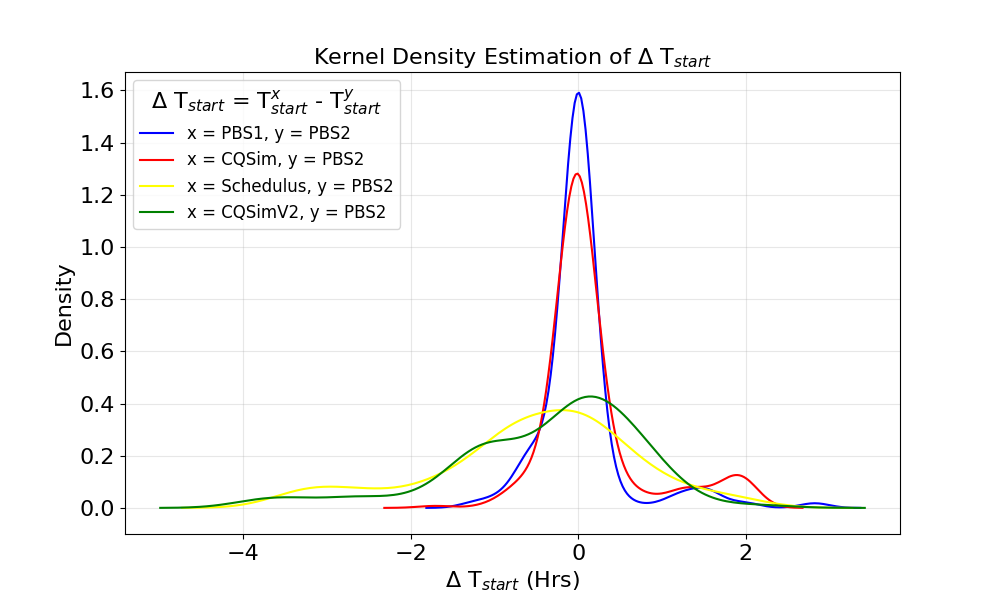 Kernel Density Estimation of Δ T_start
Δ T_start = T^x_start - T^y_start
x = PBS1, y = PBS2
x = CQSim, y = PBS2
x = Schedulus, y = PBS2
x = CQSimV2, y = PBS2
Density
1.6
1.4
1.2
1.0
0.8
0.6
0.4
0.2
0.0
−4 −2 0 2
Δ T_start (Hrs)